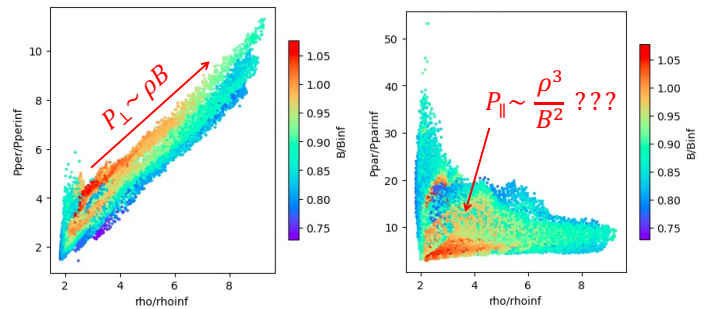 P⊥~ ρB
Pper/Pperinf
10
8
6
4
2
2 4 6 8
rho/rhoinf
1.05
1.00
0.95
0.90
0.85
0.80
0.75
B/Binf
P∥~ ρ³/B² ???
Ppar/Pparinf
50
40
30
20
10
2 4 6 8
rho/rhoinf
1.05
1.00
0.95
0.90
0.85
0.80
0.75
B/Binf